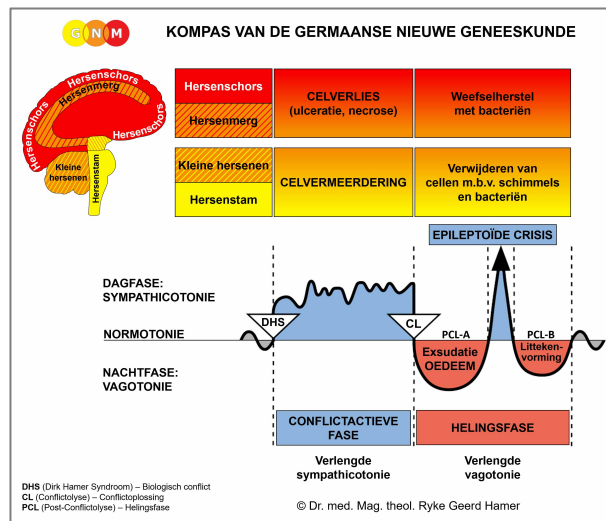 G N M
KOMPAS VAN DE GERMAANSE NIEUWE GENEESKUNDE
Hersenschors
Hersenmerg
Hersenschors
Hersenschors
Kleine
hersenen
Hersenstam
Hersenschors
Hersenmerg
CELVERLIES
(ulceratie, necrose)
Weefselherstel
met bacteriën
Kleine hersenen
Hersenstam
CELVERMEERDERING
Verwijderen van
cellen m.b.v. schimmels
en bacteriën
EPILEPTOÏDE CRISIS
DAGFASE:
SYMPATHICOTONIE
DHS
CL
PCL-A
PCL-B
NORMOTONIE
Exsudatie
OEDEEM
Litteken-
vorming
NACHTFASE:
VAGOTONIE
CONFLICTACTIEVE
FASE
HELINGSFASE
Verlengde
sympathicotonie
Verlengde
vagotonie
DHS (Dirk Hamer Syndroom) – Biologisch conflict
CL (Conflictolyse) – Conflictoplossing
PCL (Post-Conflictolyse) – Helingsfase
© Dr. med. Mag. theol. Ryke Geerd Hamer